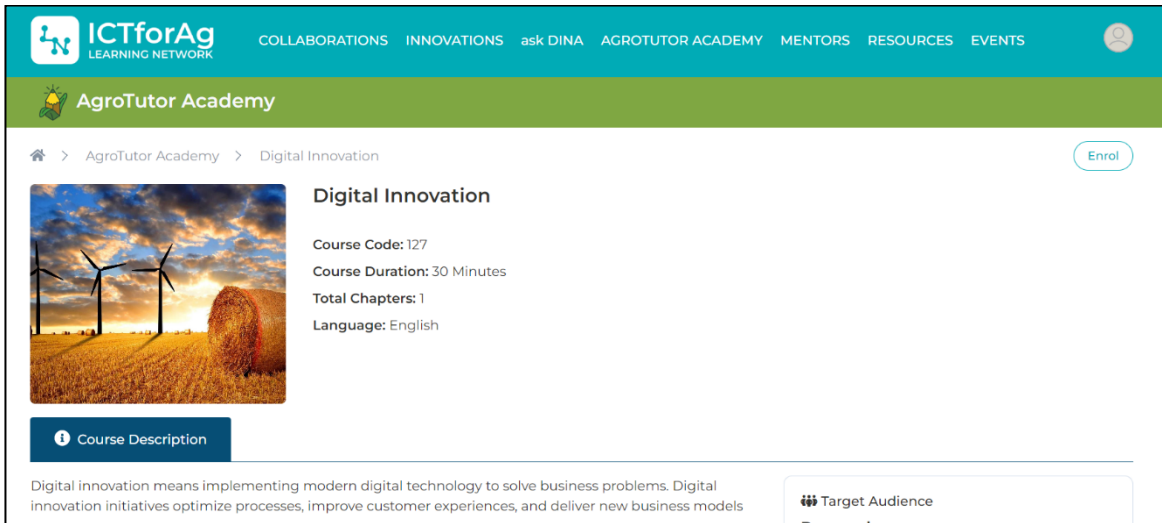 ICTforAg
LEARNING NETWORK
COLLABORATIONS INNOVATIONS ask DINA AGROTUTOR ACADEMY MENTORS RESOURCES EVENTS
AgroTutor Academy
> AgroTutor Academy > Digital Innovation
Enrol
Digital Innovation
Course Code: 127
Course Duration: 30 Minutes
Total Chapters: 1
Language: English
Course Description
Digital innovation means implementing modern digital technology to solve business problems. Digital
innovation initiatives optimize processes, improve customer experiences, and deliver new business models
Target Audience